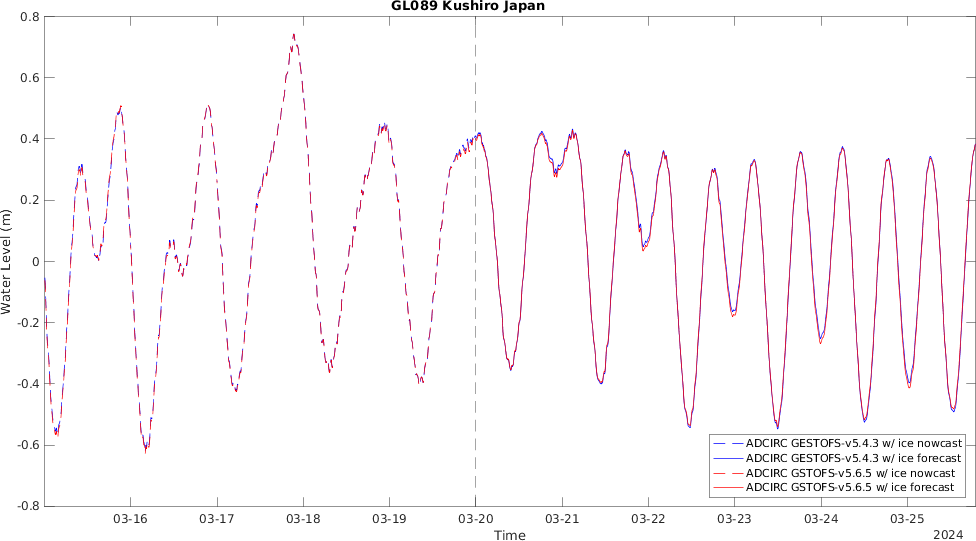 GL089 Kushiro Japan
0.8
0.6
0.4
0.2
0
-0.2
-0.4
-0.6
-0.8
Water Level (m)
03-16 03-17 03-18 03-19 03-20 03-21 03-22 03-23 03-24 03-25
Time
2024
ADCIRC GESTOFS-v5.4.3 w/ ice nowcast
ADCIRC GESTOFS-v5.4.3 w/ ice forecast
ADCIRC GSTOFS-v5.6.5 w/ ice nowcast
ADCIRC GSTOFS-v5.6.5 w/ ice forecast